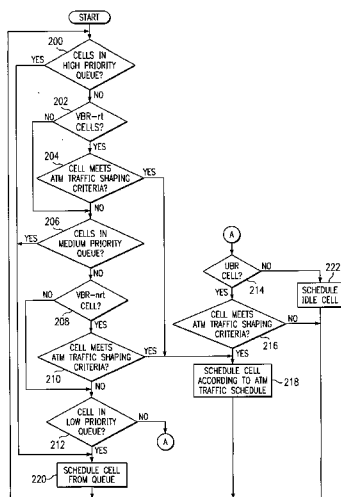 START
200
CELLS IN
HIGH PRIORITY
QUEUE?
YES
NO
202
VBR-rt
CELLS?
NO
YES
204
CELL MEETS
ATM TRAFFIC SHAPING
CRITERIA?
YES
NO
206
CELLS IN
MEDIUM PRIORITY
QUEUE?
YES
NO
VBR-nrt
CELL?
208
NO
YES
CELL MEETS
ATM TRAFFIC SHAPING
CRITERIA?
210
YES
NO
CELL IN
LOW PRIORITY
QUEUE?
212
NO
A
YES
220
SCHEDULE CELL
FROM QUEUE
A
UBR
CELL?
214
NO
YES
222
SCHEDULE
IDLE CELL
CELL MEETS
ATM TRAFFIC SHAPING
CRITERIA?
216
NO
YES
SCHEDULE CELL
ACCORDING TO ATM
TRAFFIC SCHEDULE
218